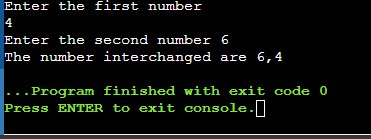 Enter the first number
4
Enter the second number 6
The number interchanged are 6,4
...Program finished with exit code 0
Press ENTER to exit console.